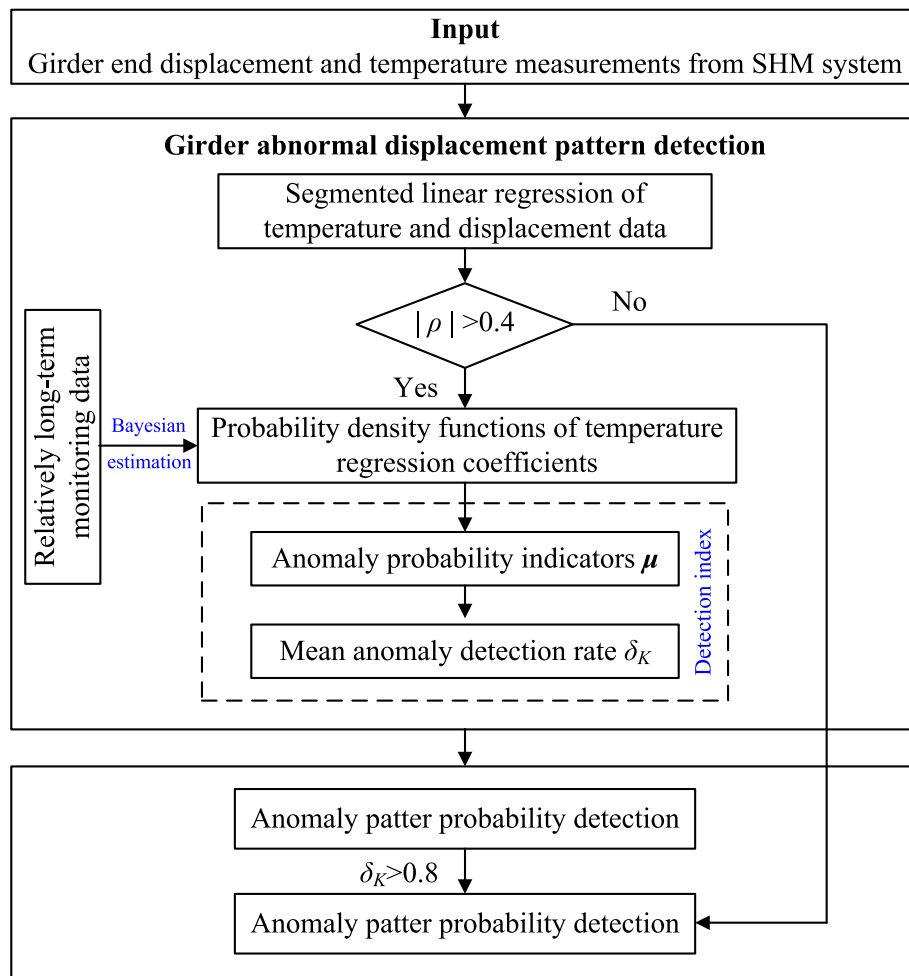 Input
Girder end displacement and temperature measurements from SHM system
Girder abnormal displacement pattern detection
Segmented linear regression of
temperature and displacement data
| ρ | >0.4
No
Yes
Relatively long-term
monitoring data
Bayesian
estimation
Probability density functions of temperature
regression coefficients
Anomaly probability indicators μ
Mean anomaly detection rate δK
Detection index
Anomaly patter probability detection
δK>0.8
Anomaly patter probability detection